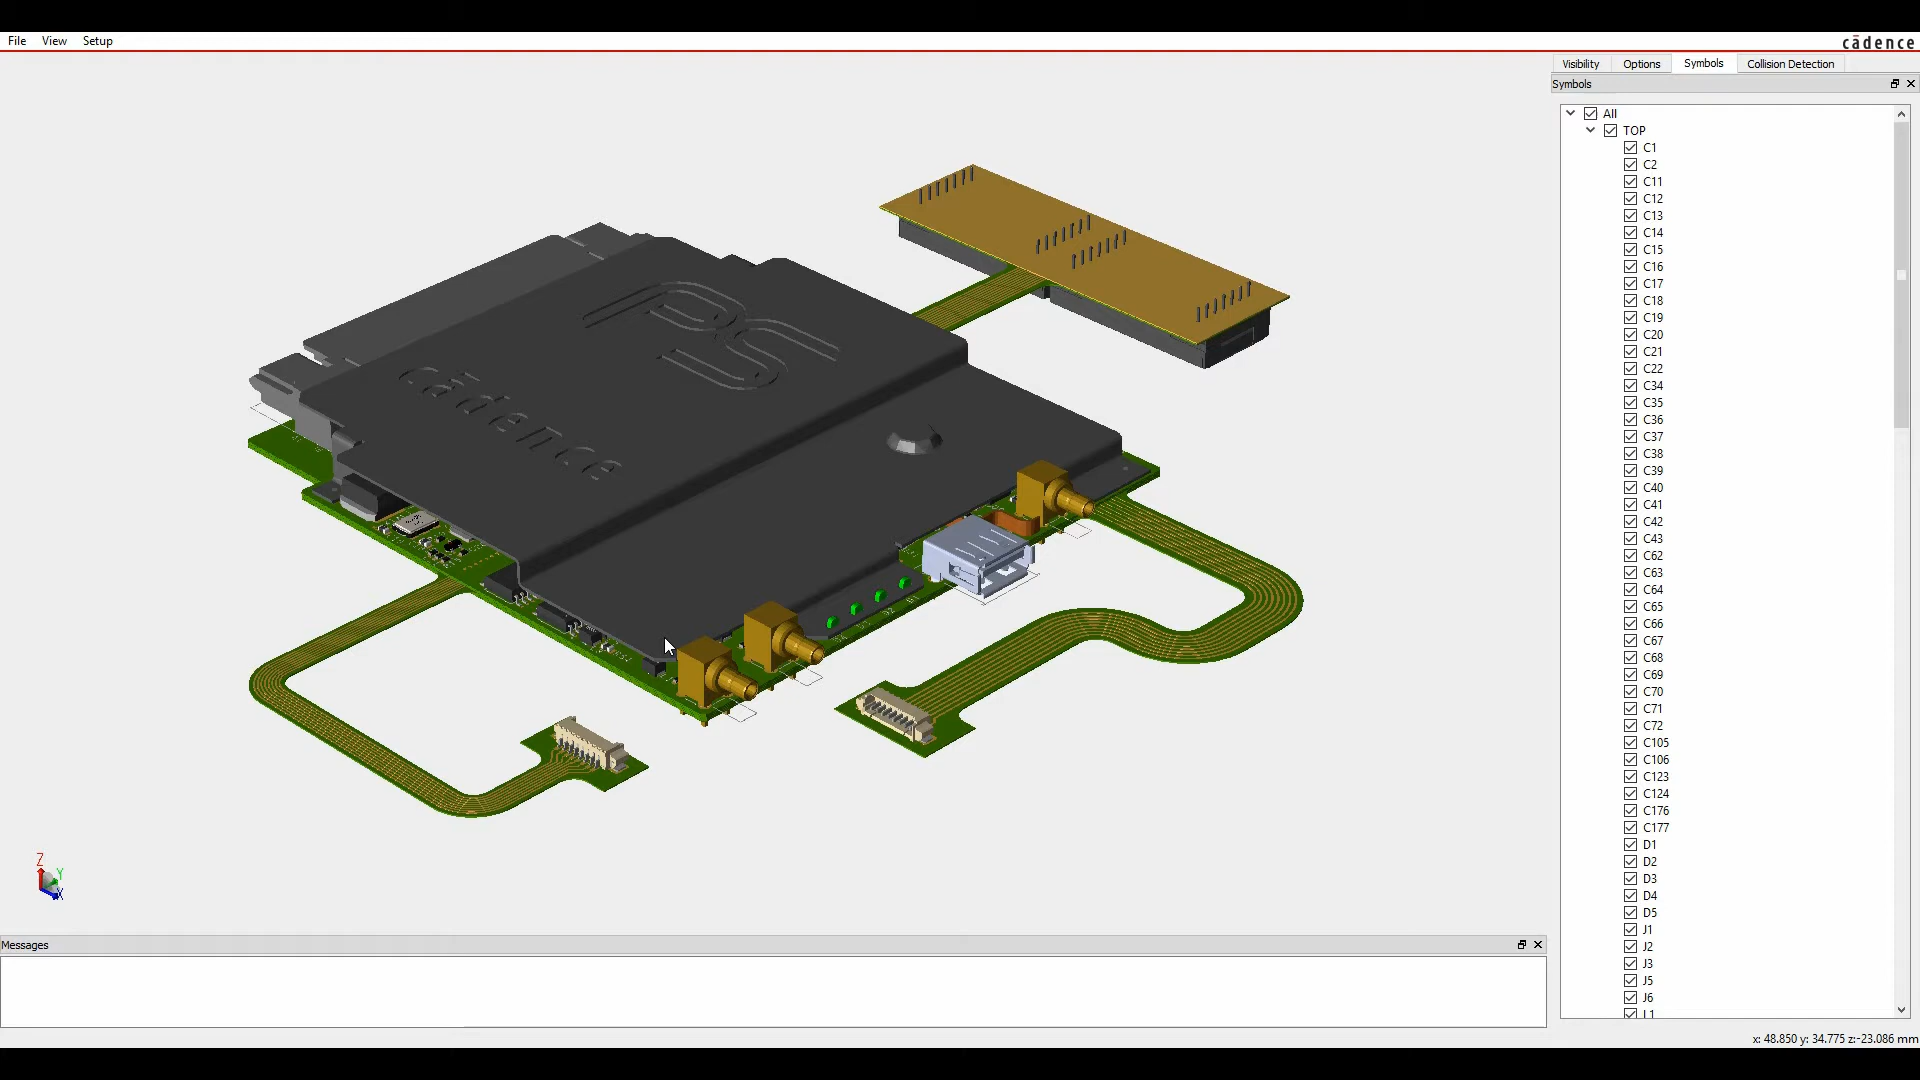 File View Setup
cādence
Visibility Options Symbols Collision Detection
Symbols
All
TOP
C1
C2
C11
C12
C13
C14
C15
C16
C17
C18
C19
C20
C21
C22
C34
C35
C36
C37
C38
C39
C40
C41
C42
C43
C62
C63
C64
C65
C66
C67
C68
C69
C70
C71
C72
C105
C106
C123
C124
C176
C177
D1
D2
D3
D4
D5
J1
J2
J3
J5
J6
L1
cādence
Z
Y
X
Messages
x: 48.850 y: 34.775 z:-23.086 mm